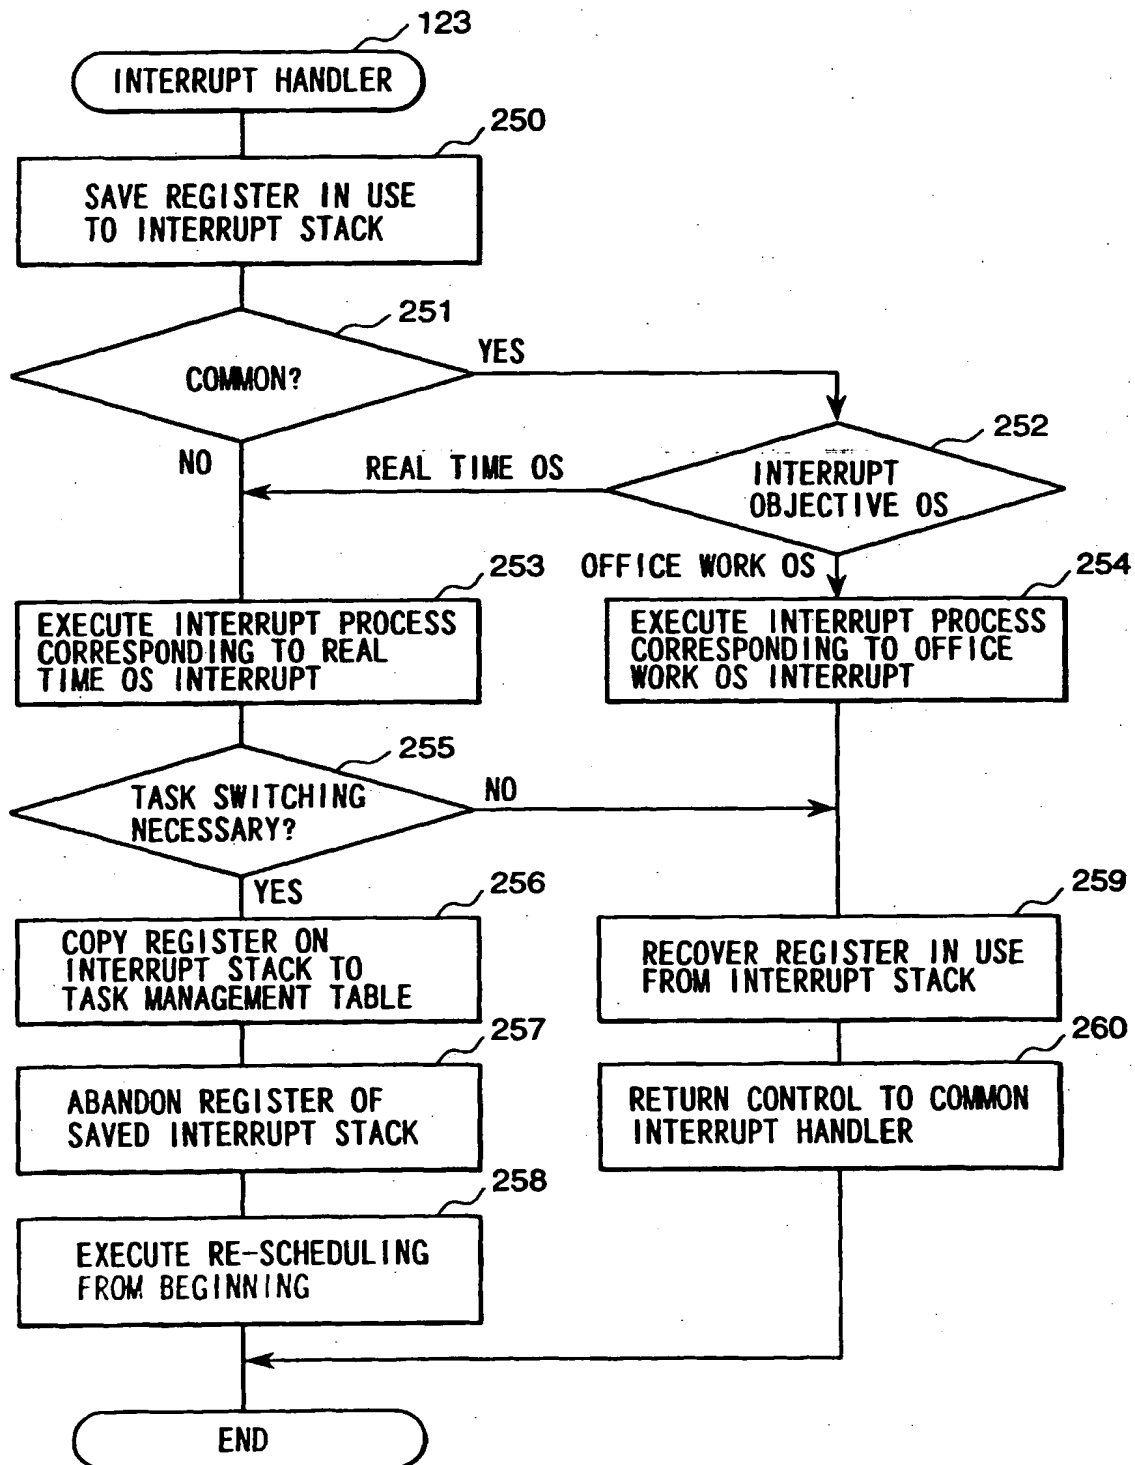 123
INTERRUPT HANDLER
250
SAVE REGISTER IN USE
TO INTERRUPT STACK
251
COMMON?
YES
NO
252
INTERRUPT
OBJECTIVE OS
REAL TIME OS
OFFICE WORK OS
253
EXECUTE INTERRUPT PROCESS
CORRESPONDING TO REAL
TIME OS INTERRUPT
254
EXECUTE INTERRUPT PROCESS
CORRESPONDING TO OFFICE
WORK OS INTERRUPT
255
TASK SWITCHING
NECESSARY?
NO
YES
256
COPY REGISTER ON
INTERRUPT STACK TO
TASK MANAGEMENT TABLE
257
ABANDON REGISTER OF
SAVED INTERRUPT STACK
258
EXECUTE RE-SCHEDULING
FROM BEGINNING
259
RECOVER REGISTER IN USE
FROM INTERRUPT STACK
260
RETURN CONTROL TO COMMON
INTERRUPT HANDLER
END